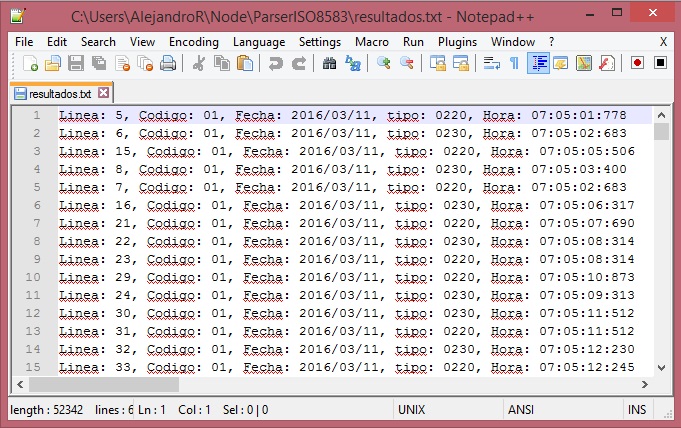 C:\Users\AlejandroR\Node\ParserISO8583\resultados.txt - Notepad++
File Edit Search View Encoding Language Settings Macro Run Plugins Window ? X
resultados.txt
1 Linea: 5, Codigo: 01, Fecha: 2016/03/11, tipo: 0220, Hora: 07:05:01:778
2 Linea: 6, Codigo: 01, Fecha: 2016/03/11, tipo: 0230, Hora: 07:05:02:683
3 Linea: 15, Codigo: 01, Fecha: 2016/03/11, tipo: 0220, Hora: 07:05:05:506
4 Linea: 8, Codigo: 01, Fecha: 2016/03/11, tipo: 0230, Hora: 07:05:03:400
5 Linea: 7, Codigo: 01, Fecha: 2016/03/11, tipo: 0220, Hora: 07:05:02:683
6 Linea: 16, Codigo: 01, Fecha: 2016/03/11, tipo: 0230, Hora: 07:05:06:317
7 Linea: 21, Codigo: 01, Fecha: 2016/03/11, tipo: 0220, Hora: 07:05:07:690
8 Linea: 22, Codigo: 01, Fecha: 2016/03/11, tipo: 0230, Hora: 07:05:08:314
9 Linea: 23, Codigo: 01, Fecha: 2016/03/11, tipo: 0220, Hora: 07:05:08:314
10 Linea: 29, Codigo: 01, Fecha: 2016/03/11, tipo: 0220, Hora: 07:05:10:873
11 Linea: 24, Codigo: 01, Fecha: 2016/03/11, tipo: 0230, Hora: 07:05:09:313
12 Linea: 30, Codigo: 01, Fecha: 2016/03/11, tipo: 0230, Hora: 07:05:11:512
13 Linea: 31, Codigo: 01, Fecha: 2016/03/11, tipo: 0220, Hora: 07:05:11:512
14 Linea: 32, Codigo: 01, Fecha: 2016/03/11, tipo: 0230, Hora: 07:05:12:230
15 Linea: 33, Codigo: 01, Fecha: 2016/03/11, tipo: 0220, Hora: 07:05:12:245
length : 52342 lines : 6 Ln : 1 Col : 1 Sel : 0 | 0 UNIX ANSI INS